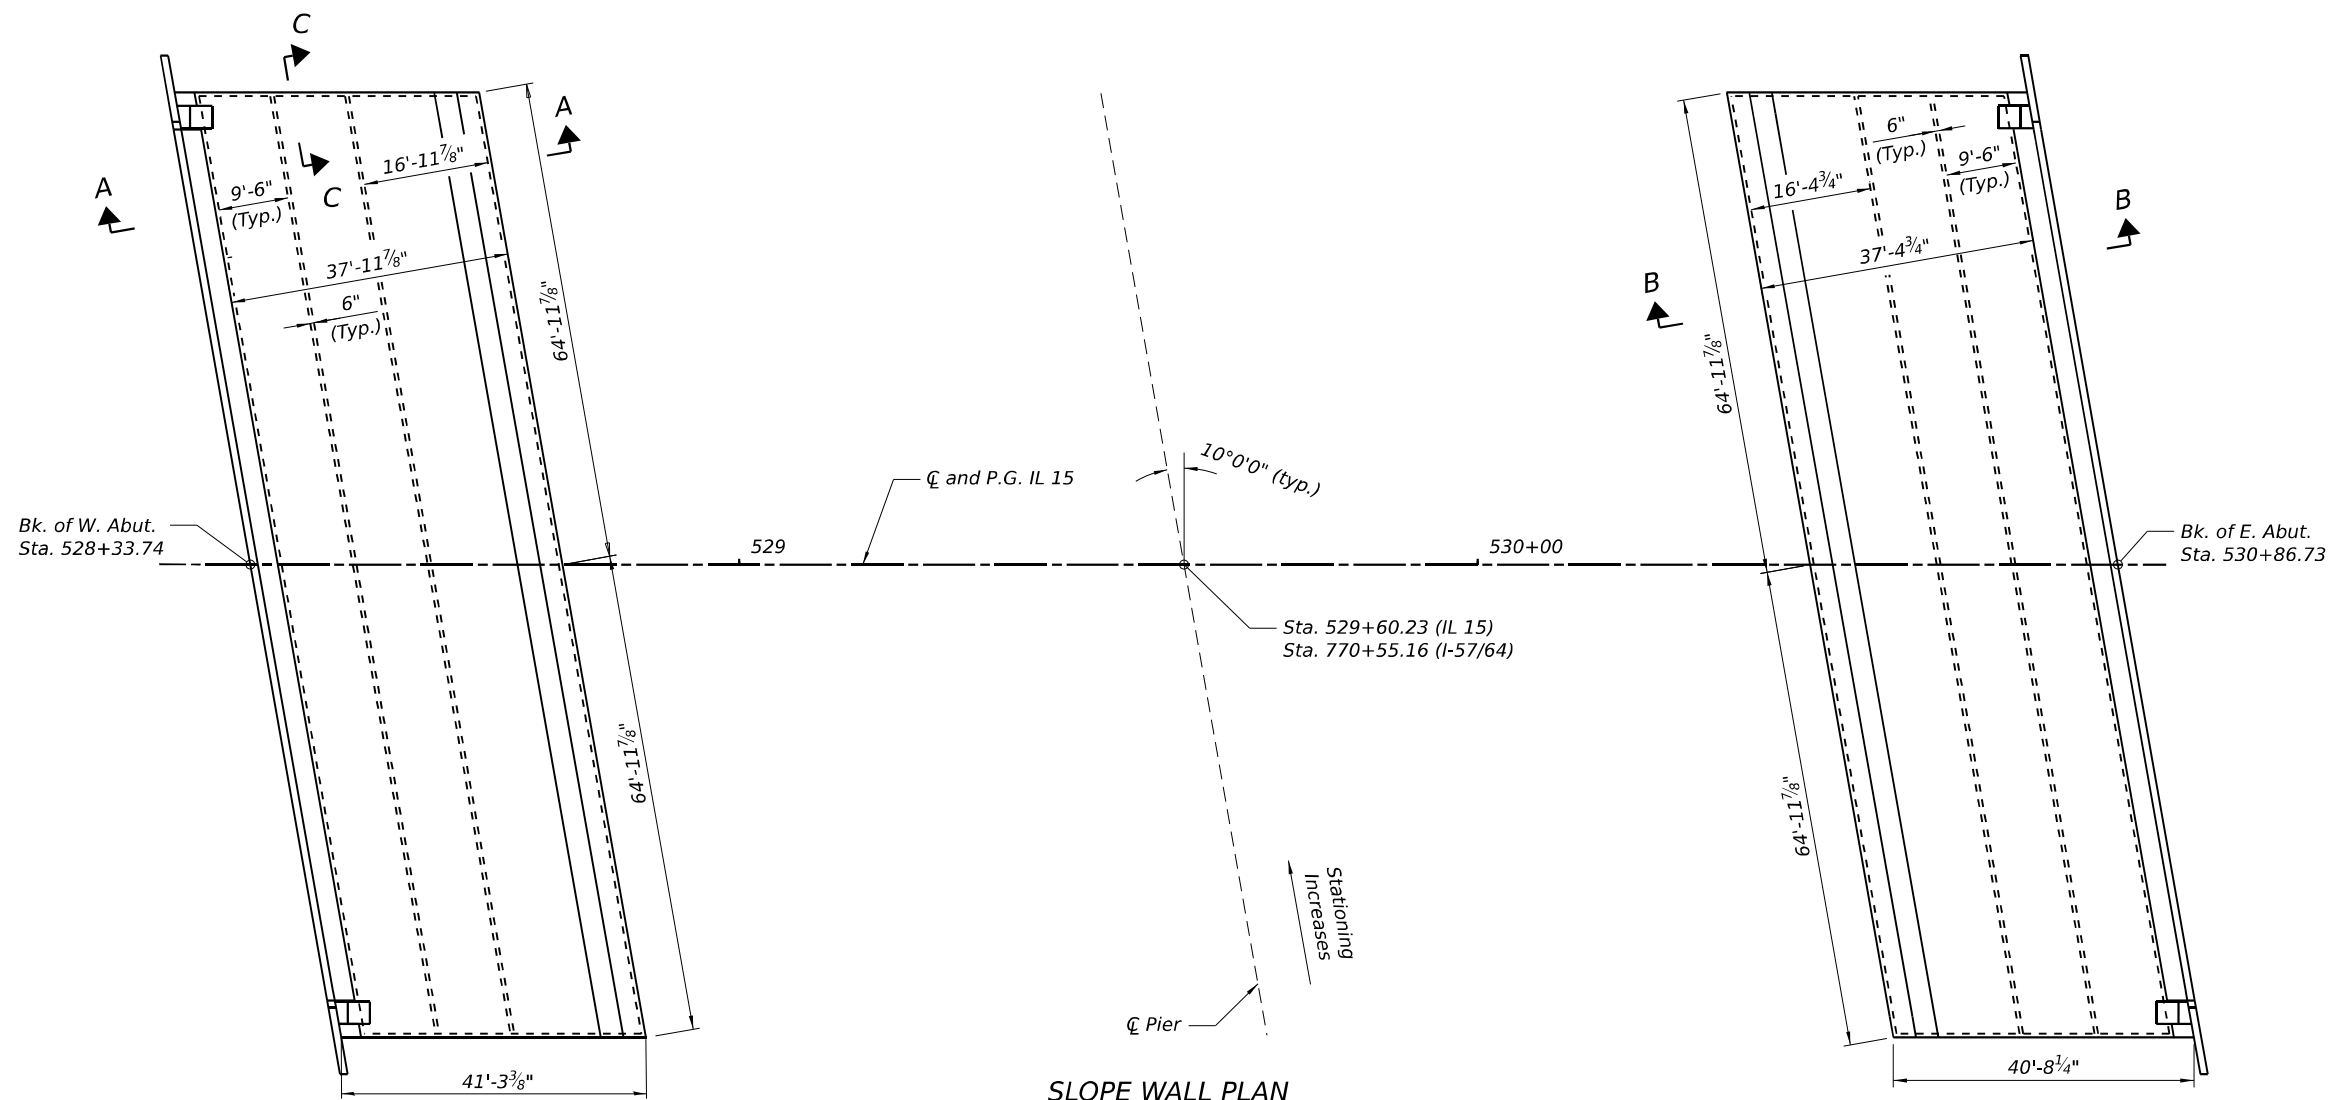 C
A
A
C
16'-11⅞"
9'-6"
(Typ.)
37'-11⅞"
6"
(Typ.)
64'-11⅞"
64'-11⅞"
41'-3⅜"
Bk. of W. Abut.
Sta. 528+33.74
℄ and P.G. IL 15
529
10°0'0" (typ.)
530+00
Sta. 529+60.23 (IL 15)
Sta. 770+55.16 (I-57/64)
Stationing
Increases
℄ Pier
6"
(Typ.)
9'-6"
(Typ.)
16'-4¾"
37'-4¾"
B
B
64'-11⅞"
64'-11⅞"
Bk. of E. Abut.
Sta. 530+86.73
40'-8¼"
SLOPE WALL PLAN